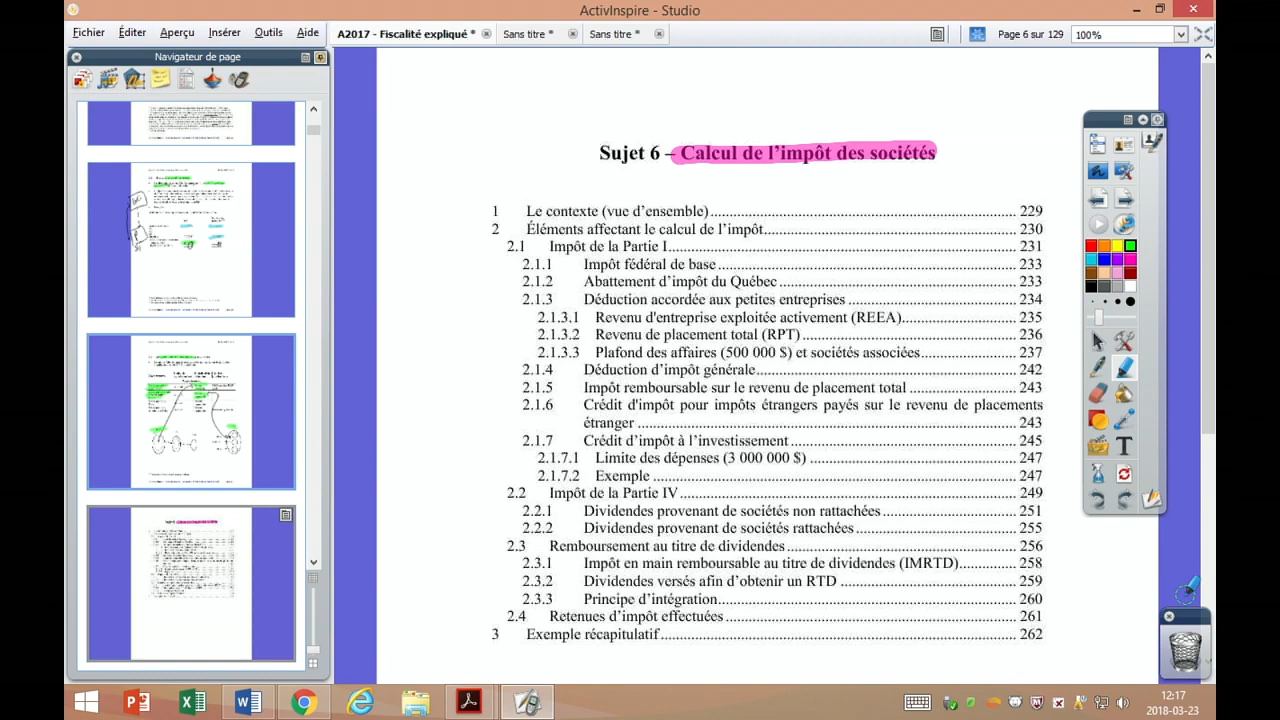 ActivInspire - Studio
Fichier Éditer Aperçu Insérer Outils Aide
A2017 - Fiscalité expliqué * Sans titre * Sans titre *
Page 6 sur 129 100%
Navigateur de page
Sujet 6 – Calcul de l’impôt des sociétés
1 Le contexte (vue d’ensemble) 229
2 Éléments affectant le calcul de l’impôt 230
2.1 Impôt de la Partie I 231
2.1.1 Impôt fédéral de base 233
2.1.2 Abattement d’impôt du Québec 233
2.1.3 Déduction accordée aux petites entreprises 234
2.1.3.1 Revenu d'entreprise exploitée activement (REEA) 235
2.1.3.2 Revenu de placement total (RPT) 236
2.1.3.3 Plafond des affaires (500 000 $) et sociétés associées 237
2.1.4 Déduction d’impôt générale 242
2.1.5 Impôt remboursable sur le revenu de placement total 242
2.1.6 Crédit d'impôt pour impôts étrangers payés sur le revenu de placements
étranger 243
2.1.7 Crédit d’impôt à l’investissement 245
2.1.7.1 Limite des dépenses (3 000 000 $) 247
2.1.7.2 Exemple 247
2.2 Impôt de la Partie IV 249
2.2.1 Dividendes provenant de sociétés non rattachées 251
2.2.2 Dividendes provenant de sociétés rattachées 255
2.3 Remboursement au titre de dividendes 256
2.3.1 Impôt en main remboursable au titre de dividendes (IMRTD) 258
2.3.2 Dividendes versés afin d’obtenir un RTD 259
2.3.3 Principe d’intégration 260
2.4 Retenues d’impôt effectuées 261
3 Exemple récapitulatif 262
12:17
2018-03-23